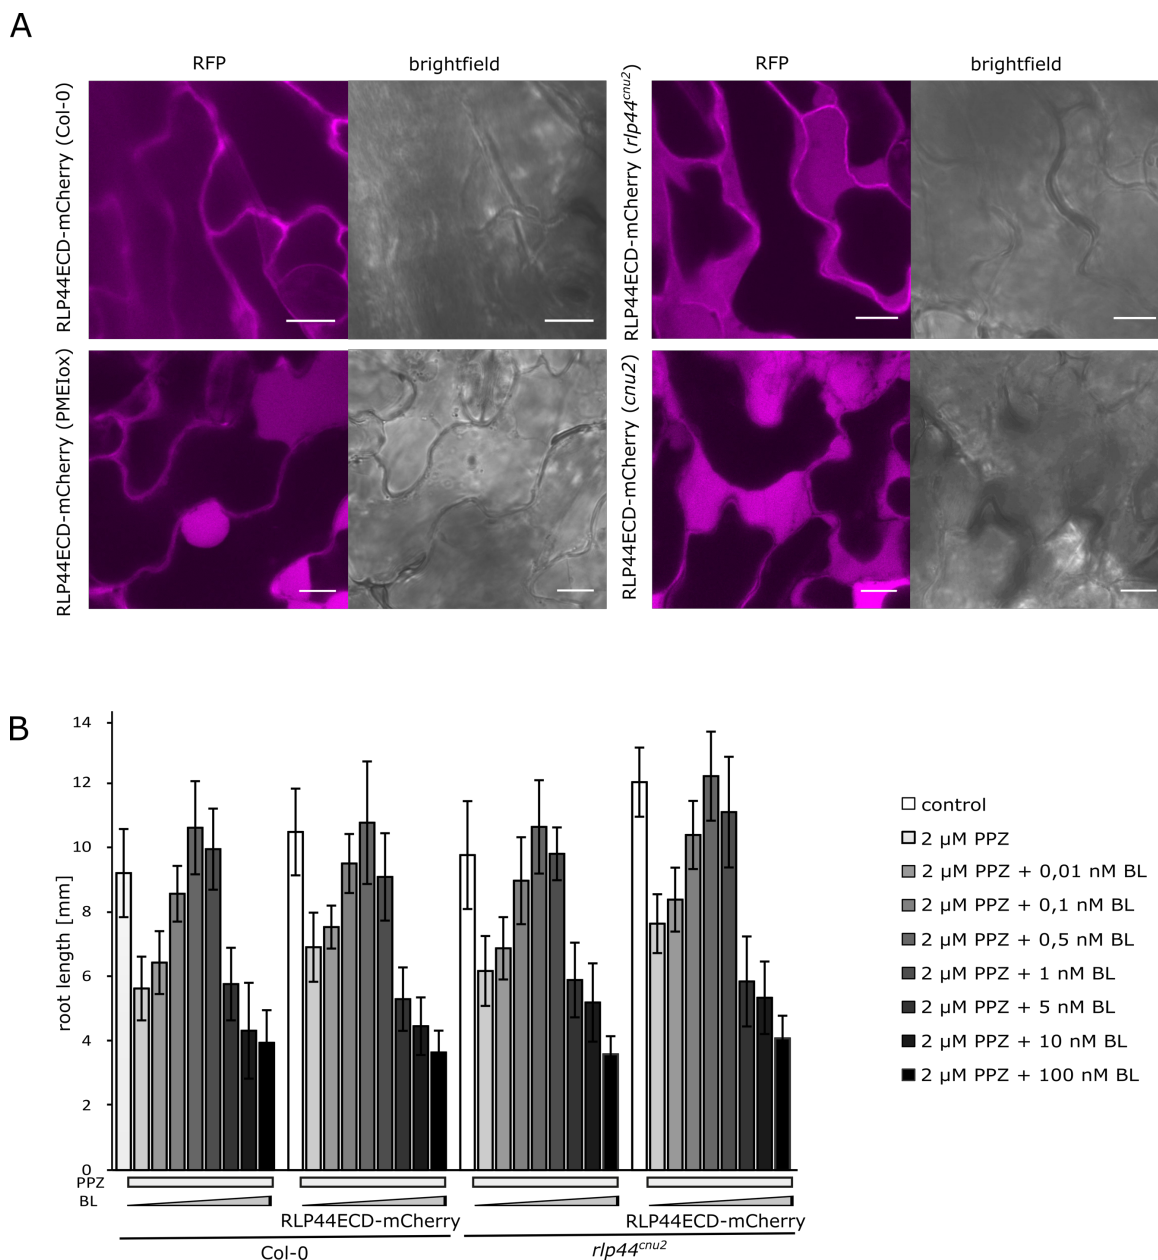 A
RFP
brightfield
RFP
brightfield
RLP44ECD-mCherry (Col-0)
RLP44ECD-mCherry (rlp44cnu2)
RLP44ECD-mCherry (PMEIox)
RLP44ECD-mCherry (cnu2)
B
root length [mm]
14
12
10
8
6
4
2
0
control
2 µM PPZ
2 µM PPZ + 0,01 nM BL
2 µM PPZ + 0,1 nM BL
2 µM PPZ + 0,5 nM BL
2 µM PPZ + 1 nM BL
2 µM PPZ + 5 nM BL
2 µM PPZ + 10 nM BL
2 µM PPZ + 100 nM BL
PPZ
BL
RLP44ECD-mCherry
RLP44ECD-mCherry
Col-0
rlp44cnu2